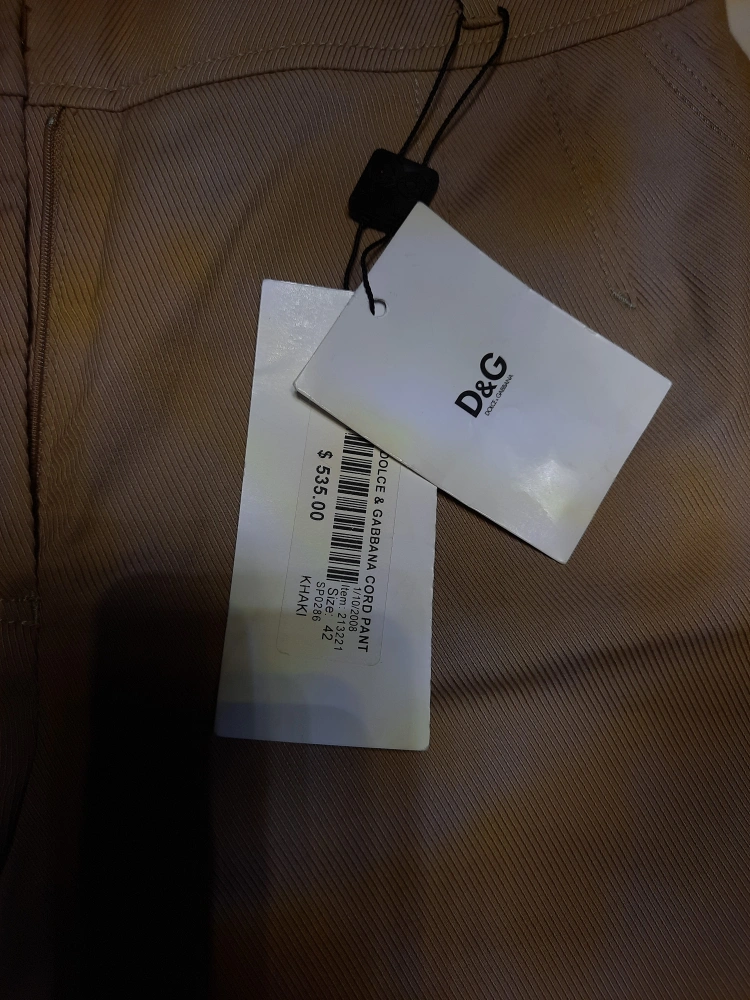 D&G
DOLCE & GABBANA
DOLCE & GABBANA CORD PANT
1/10/2008
Item: 213221
Size: 42
SP0286
KHAKI
$ 535.00